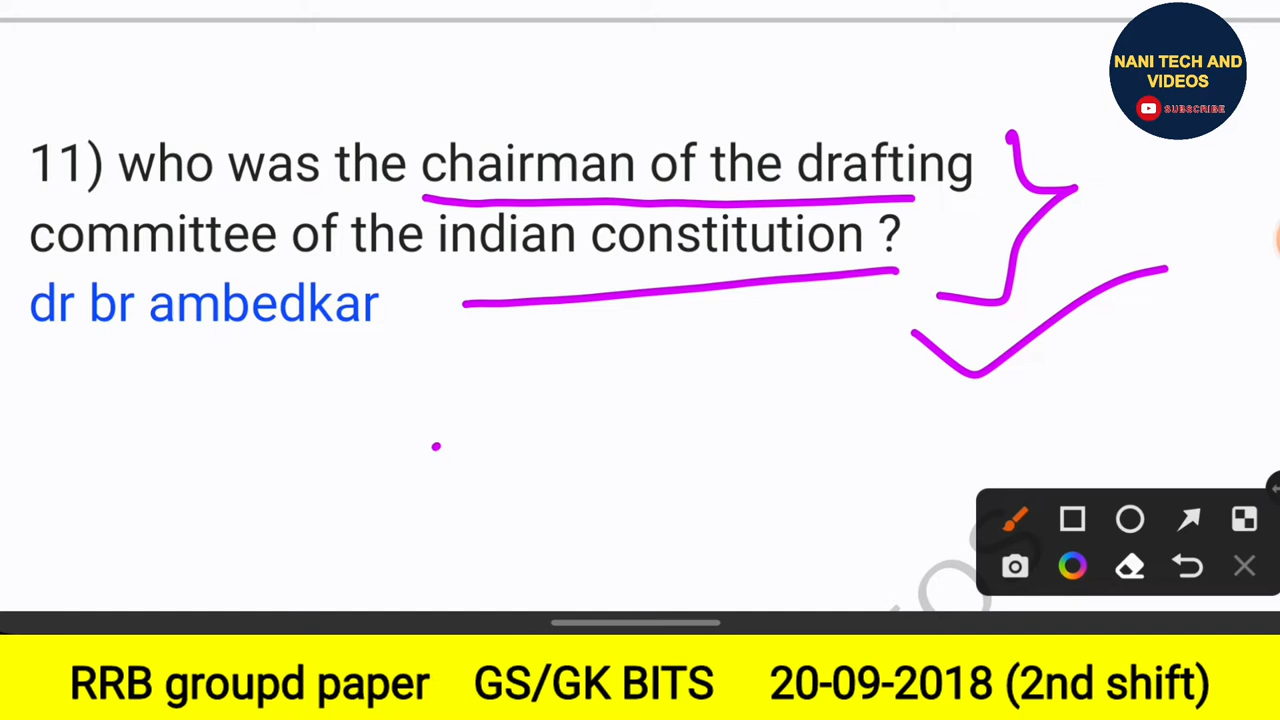 NANI TECH AND
VIDEOS
SUBSCRIBE
11) who was the chairman of the drafting
committee of the indian constitution ?
dr br ambedkar
RRB groupd paper GS/GK BITS 20-09-2018 (2nd shift)